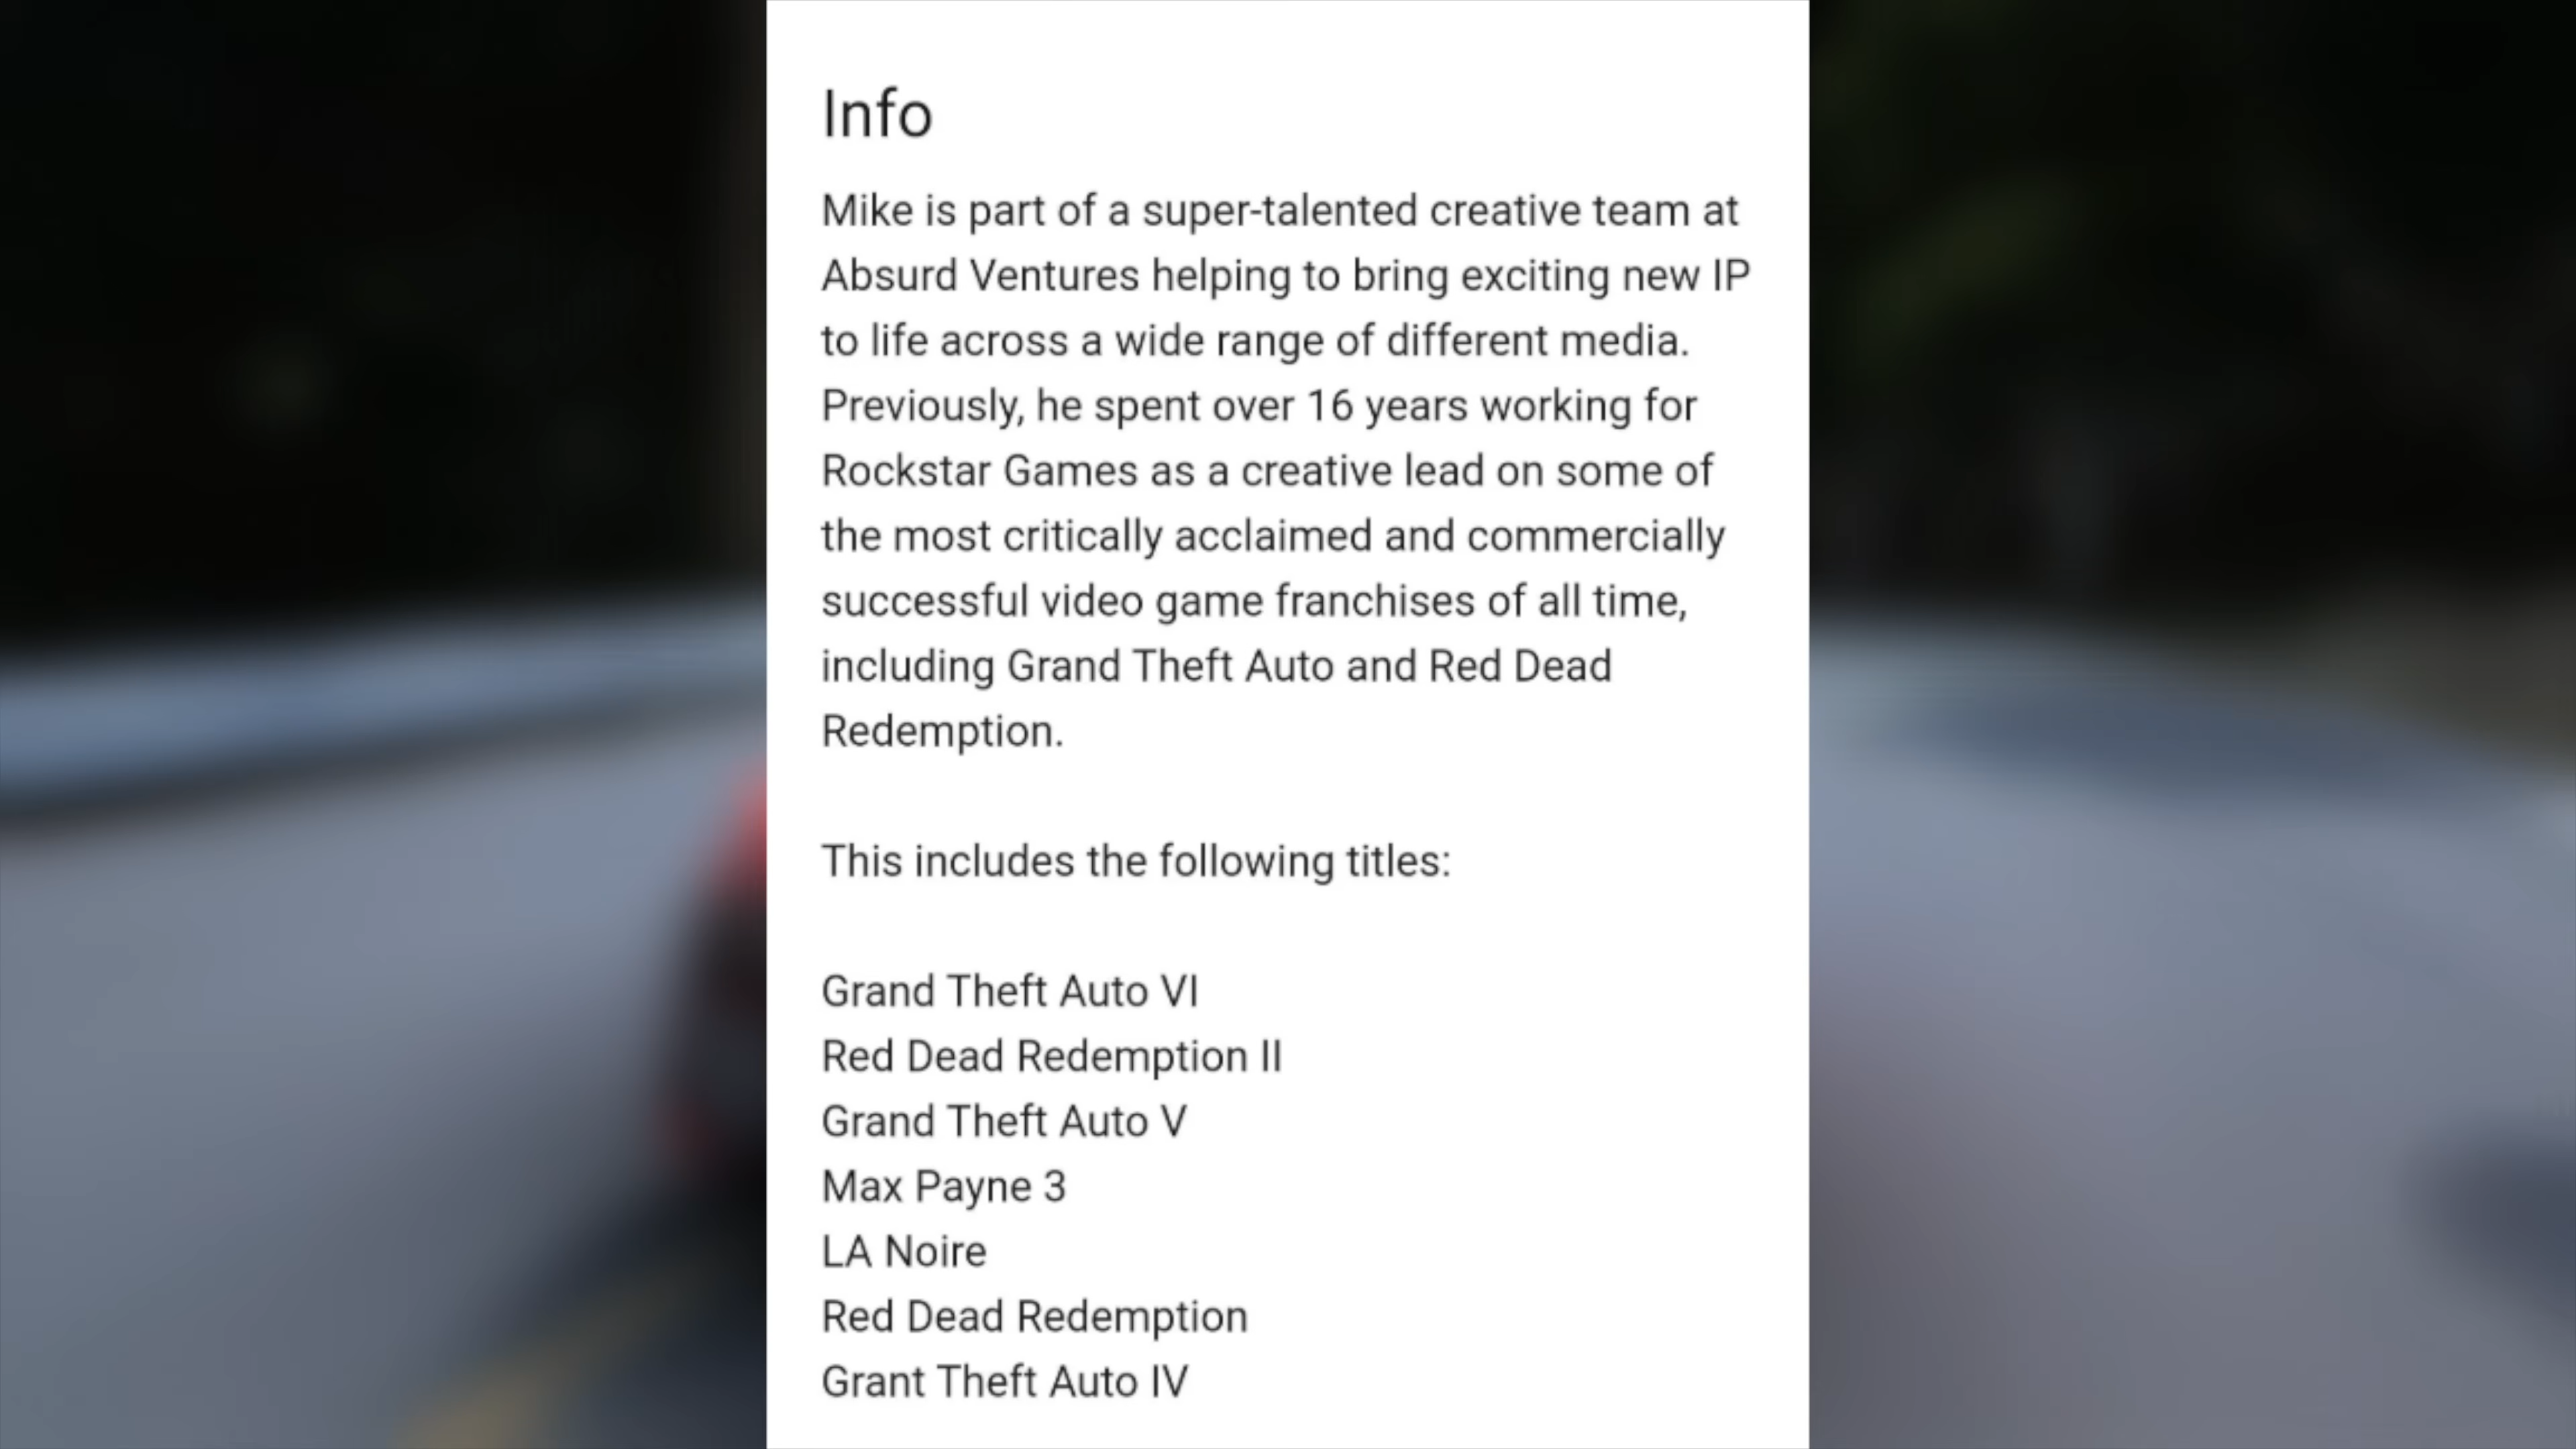 Info
Mike is part of a super-talented creative team at
Absurd Ventures helping to bring exciting new IP
to life across a wide range of different media.
Previously, he spent over 16 years working for
Rockstar Games as a creative lead on some of
the most critically acclaimed and commercially
successful video game franchises of all time,
including Grand Theft Auto and Red Dead
Redemption.
This includes the following titles:
Grand Theft Auto VI
Red Dead Redemption II
Grand Theft Auto V
Max Payne 3
LA Noire
Red Dead Redemption
Grant Theft Auto IV